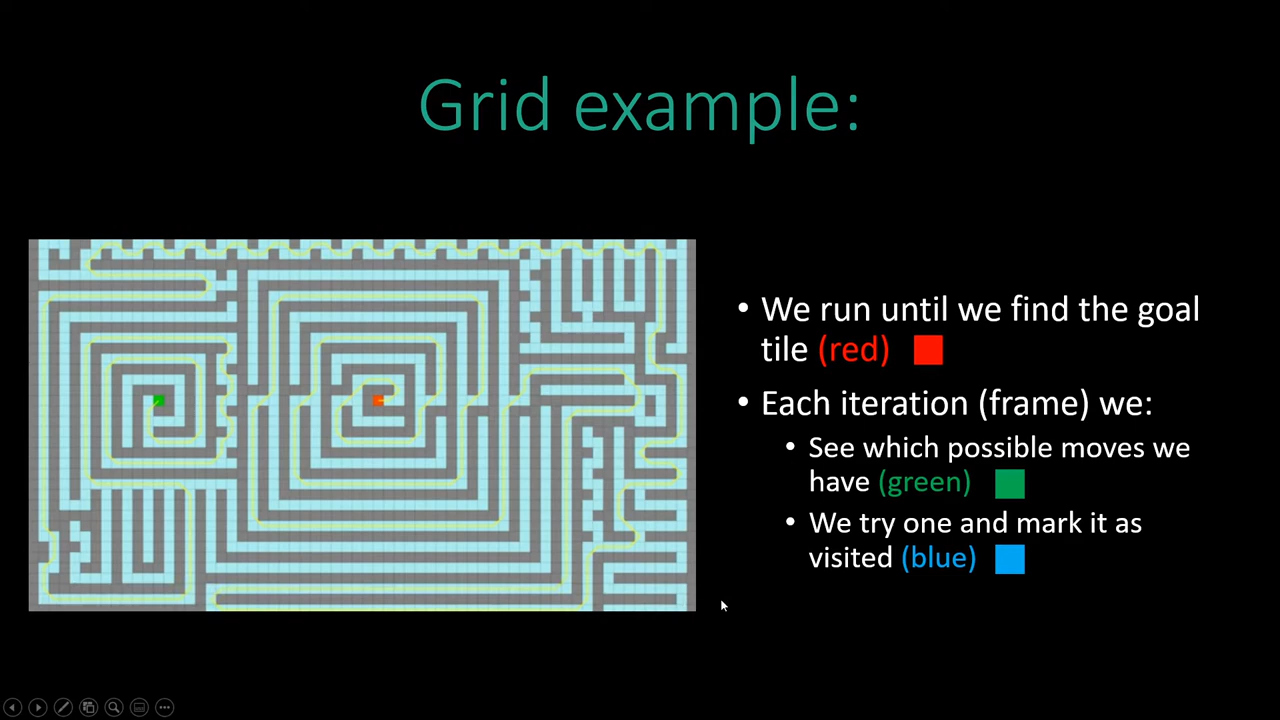 Grid example:
• We run until we find the goal
tile (red)
• Each iteration (frame) we:
• See which possible moves we
have (green)
• We try one and mark it as
visited (blue)